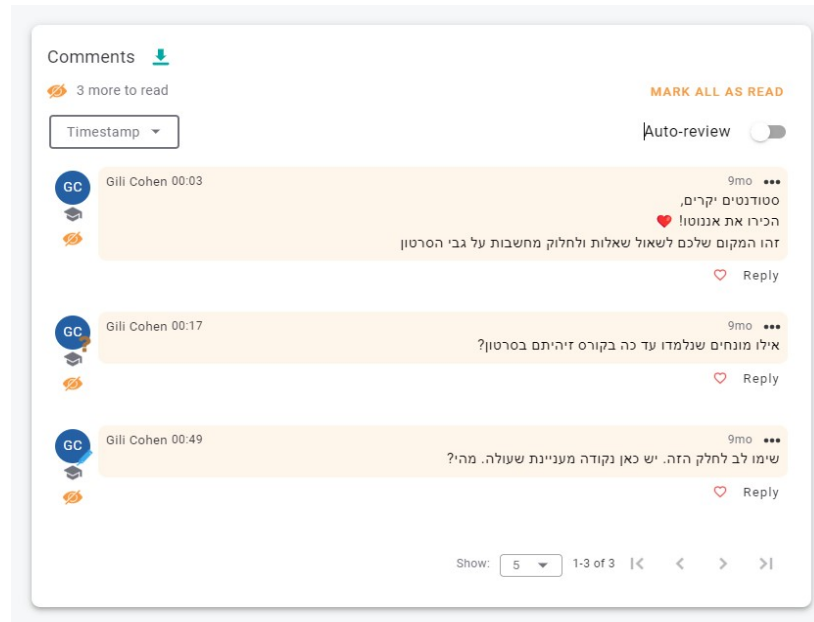 Comments
3 more to read
MARK ALL AS READ
Timestamp
Auto-review
GC
Gili Cohen 00:03
9mo
סטודנטים יקרים,
הכירו את אננוטו! ❤️
זהו המקום שלכם לשאול שאלות ולחלוק מחשבות על גבי הסרטון
Reply
GC
Gili Cohen 00:17
9mo
אילו מונחים שנלמדו עד כה בקורס זיהיתם בסרטון?
Reply
GC
Gili Cohen 00:49
9mo
שימו לב לחלק הזה. יש כאן נקודה מעניינת שעולה. מהי?
Reply
Show: 5 1-3 of 3